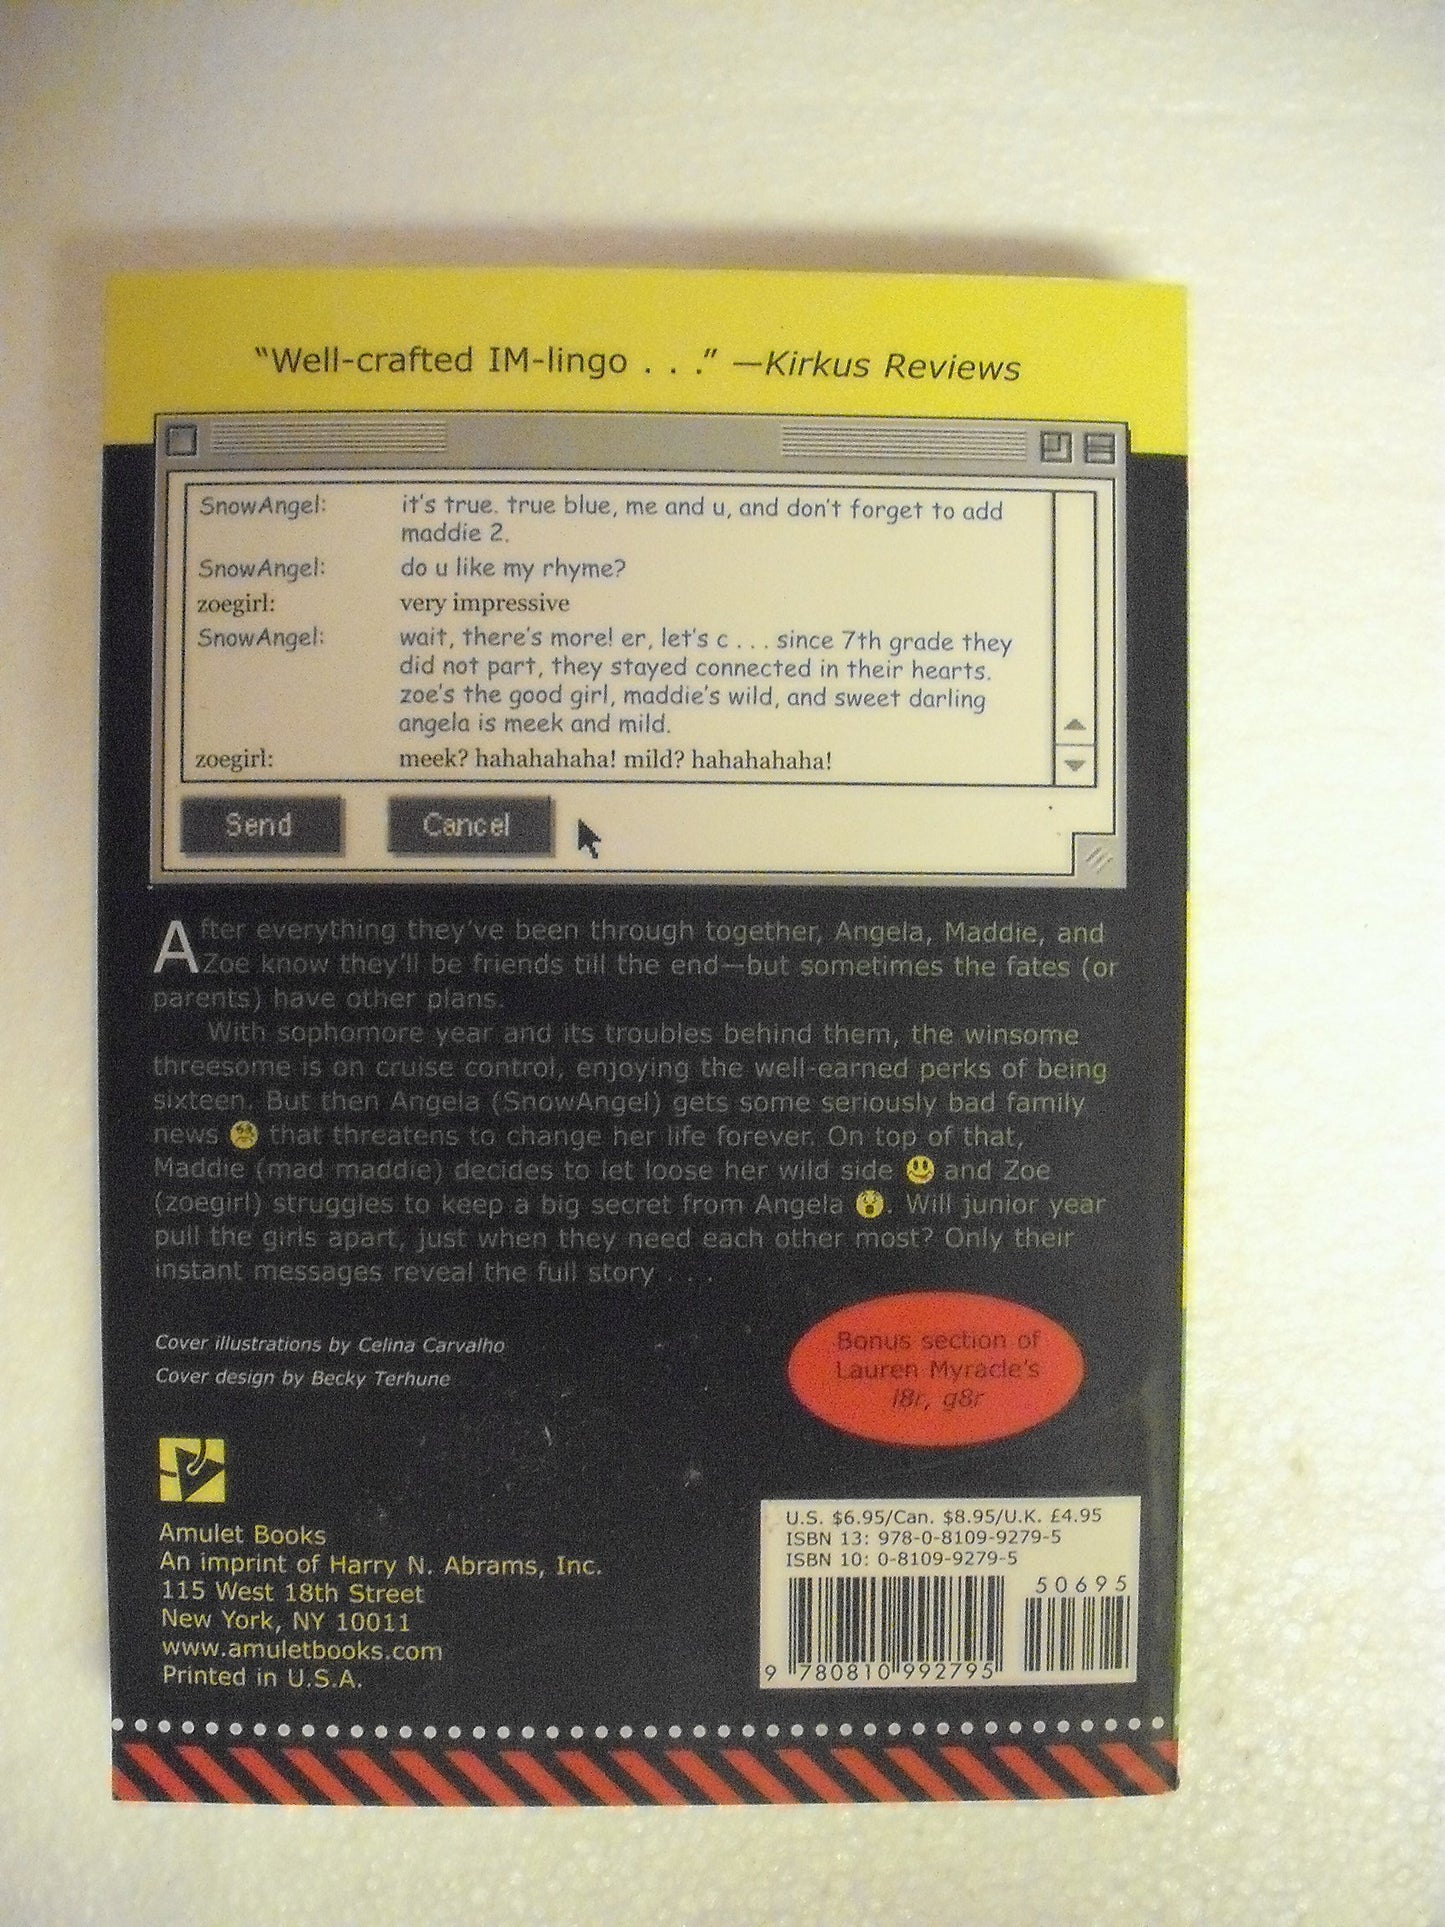 “Well-crafted IM-lingo . . .” —Kirkus Reviews
SnowAngel: it's true. true blue, me and u, and don't forget to add
maddie 2.
SnowAngel: do u like my rhyme?
zoegirl: very impressive
SnowAngel: wait, there's more! er, let's c . . . since 7th grade they
did not part, they stayed connected in their hearts.
zoe's the good girl, maddie's wild, and sweet darling
angela is meek and mild.
zoegirl: meek? hahahahaha! mild? hahahahaha!
Send Cancel
After everything they've been through together, Angela, Maddie, and
Zoe know they'll be friends till the end—but sometimes the fates (or
parents) have other plans.
With sophomore year and its troubles behind them, the winsome
threesome is on cruise control, enjoying the well-earned perks of being
sixteen. But then Angela (SnowAngel) gets some seriously bad family
news that threatens to change her life forever. On top of that,
Maddie (mad maddie) decides to let loose her wild side and Zoe
(zoegirl) struggles to keep a big secret from Angela . Will junior year
pull the girls apart, just when they need each other most? Only their
instant messages reveal the full story . . .
Cover illustrations by Celina Carvalho
Cover design by Becky Terhune
Bonus section of
Lauren Myracle's
l8r, g8r
Amulet Books
An imprint of Harry N. Abrams, Inc.
115 West 18th Street
New York, NY 10011
www.amuletbooks.com
Printed in U.S.A.
U.S. $6.95/Can. $8.95/U.K. £4.95
ISBN 13: 978-0-8109-9279-5
ISBN 10: 0-8109-9279-5
50695
9 780810 992795